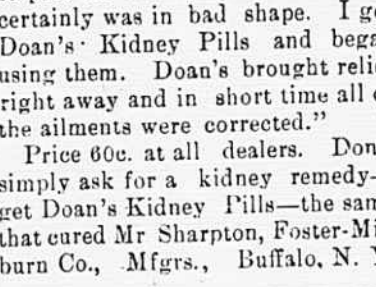 certainly was in bad shape. I g
Doan's Kidney Pills and bega
using them. Doan's brought reli
right away and in short time all
the ailments were corrected."
Price 60c. at all dealers. Don
simply ask for a kidney remedy-
get Doan's Kidney Pills—the sam
that cured Mr Sharpton, Foster-Mi
burn Co., Mfgrs., Buffalo, N. Y